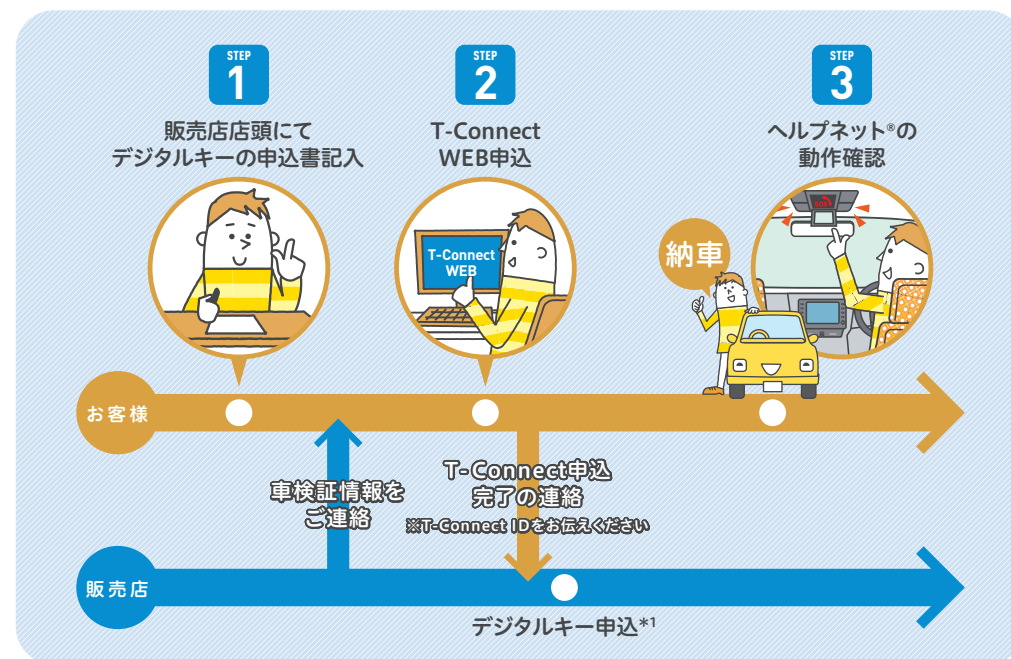 STEP
1
販売店店頭にて
デジタルキーの申込書記入
STEP
2
T-Connect
WEB申込
STEP
3
ヘルプネット®の
動作確認
T-Connect
WEB
SOS
納車
お客様
車検証情報を
ご連絡
T-Connect申込
完了の連絡
※T-Connect IDをお伝えください
販売店
デジタルキー申込*1